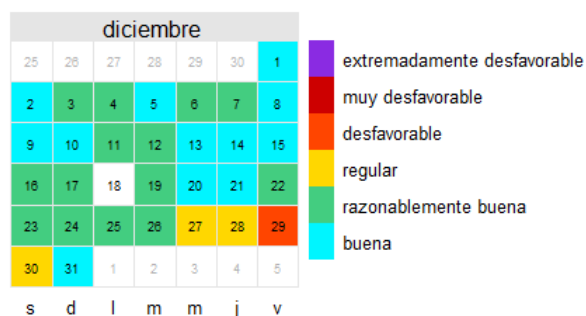 diciembre
25 26 27 28 29 30 1
2 3 4 5 6 7 8
9 10 11 12 13 14 15
16 17 18 19 20 21 22
23 24 25 26 27 28 29
30 31 1 2 3 4 5
s d l m m j v
extremadamente desfavorable
muy desfavorable
desfavorable
regular
razonablemente buena
buena